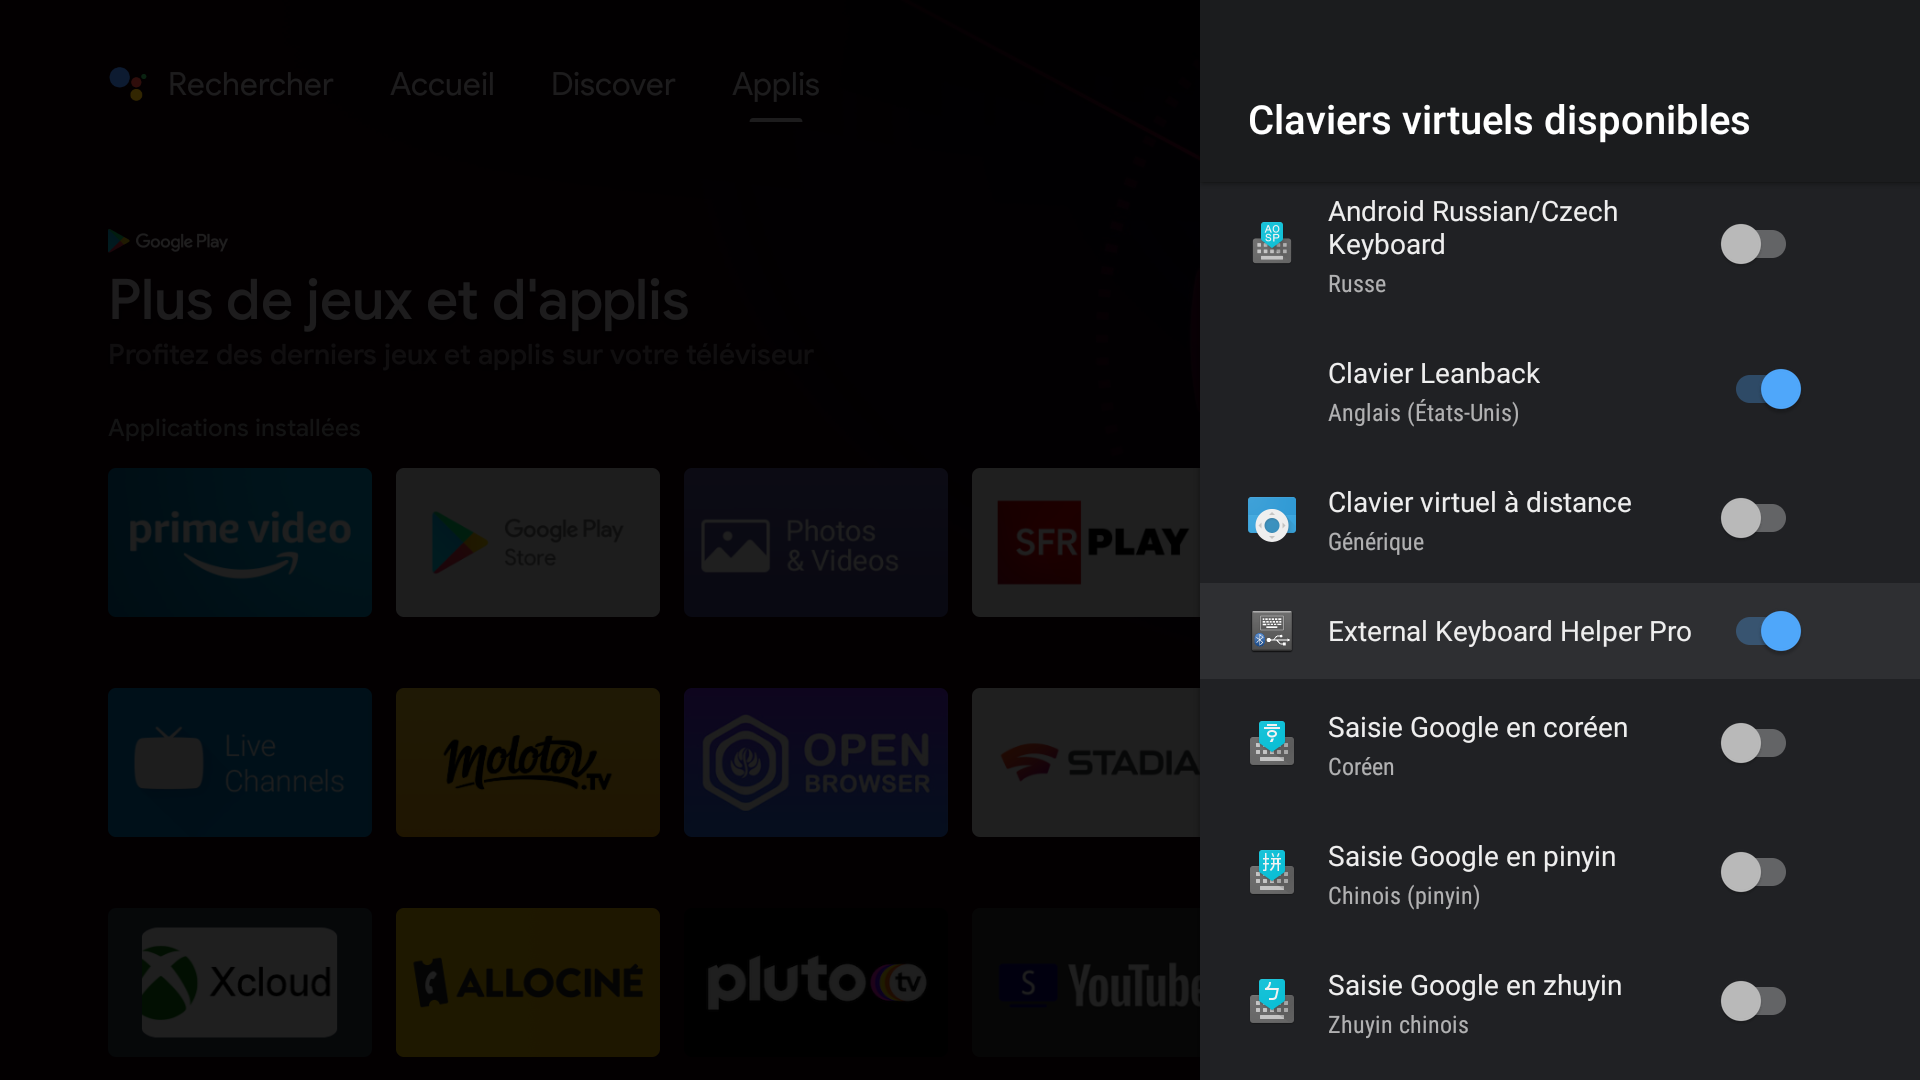 Rechercher
Accueil
Discover
Applis
Google Play
Plus de jeux et d'applis
Profitez des derniers jeux et applis sur votre téléviseur
Applications installées
prime video
Google Play
Store
Photos
& Videos
SFR PLAY
Live
Channels
molotov.tv
OPEN
BROWSER
STADIA
Xcloud
ALLOCINÉ
pluto tv
S YouTube
Claviers virtuels disponibles
AO
SP
Android Russian/Czech
Keyboard
Russe
Clavier Leanback
Anglais (États-Unis)
Clavier virtuel à distance
Générique
External Keyboard Helper Pro
Saisie Google en coréen
Coréen
拼
Saisie Google en pinyin
Chinois (pinyin)
ㄅ
Saisie Google en zhuyin
Zhuyin chinois